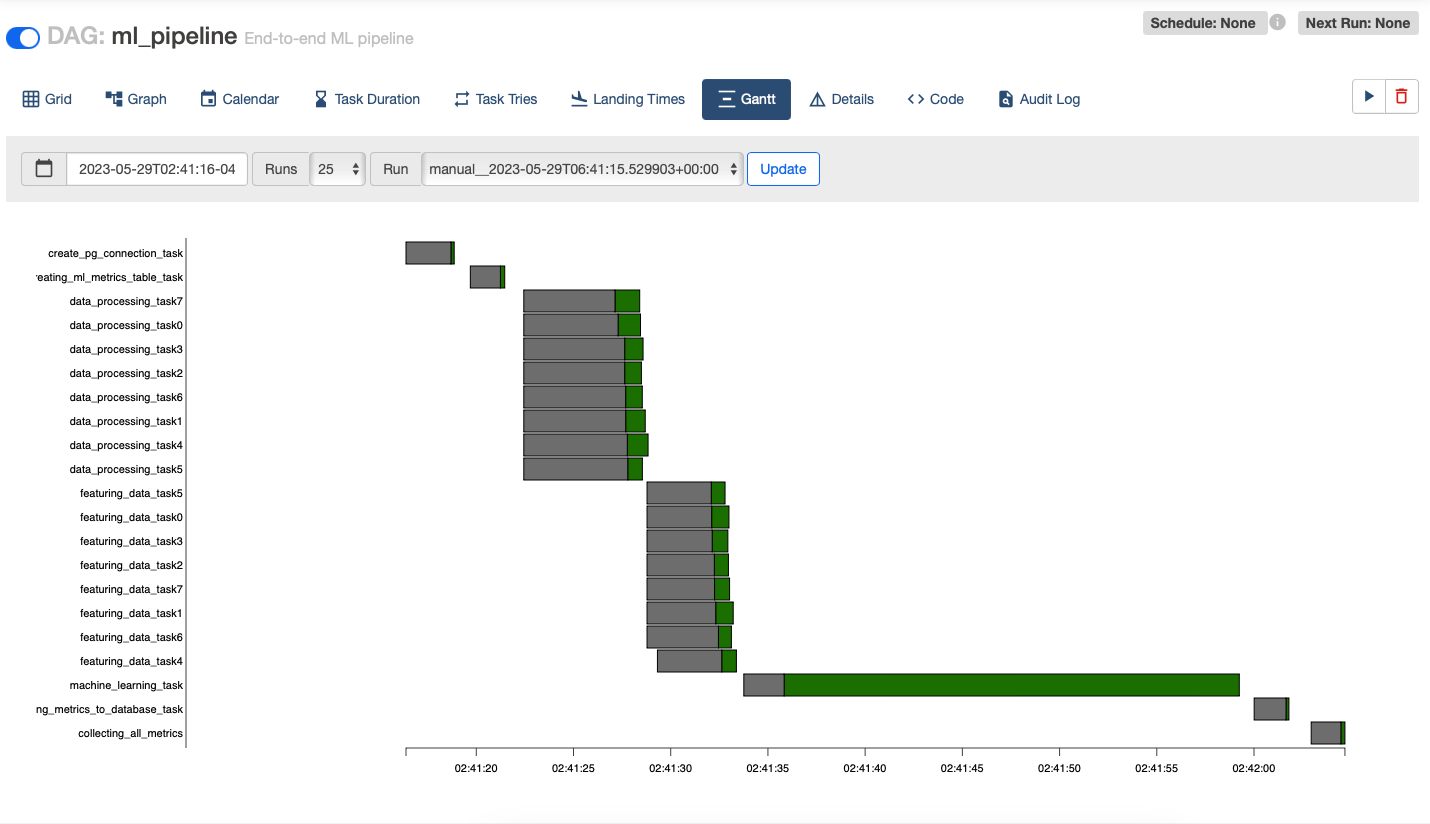 DAG: ml_pipeline End-to-end ML pipeline
Schedule: None
Next Run: None
Grid Graph Calendar Task Duration Task Tries Landing Times Gantt Details Code Audit Log
2023-05-29T02:41:16-04 Runs 25 Run manual__2023-05-29T06:41:15.529903+00:00 Update
create_pg_connection_task
eating_ml_metrics_table_task
data_processing_task7
data_processing_task0
data_processing_task3
data_processing_task2
data_processing_task6
data_processing_task1
data_processing_task4
data_processing_task5
featuring_data_task5
featuring_data_task0
featuring_data_task3
featuring_data_task2
featuring_data_task7
featuring_data_task1
featuring_data_task6
featuring_data_task4
machine_learning_task
ng_metrics_to_database_task
collecting_all_metrics
02:41:20 02:41:25 02:41:30 02:41:35 02:41:40 02:41:45 02:41:50 02:41:55 02:42:00